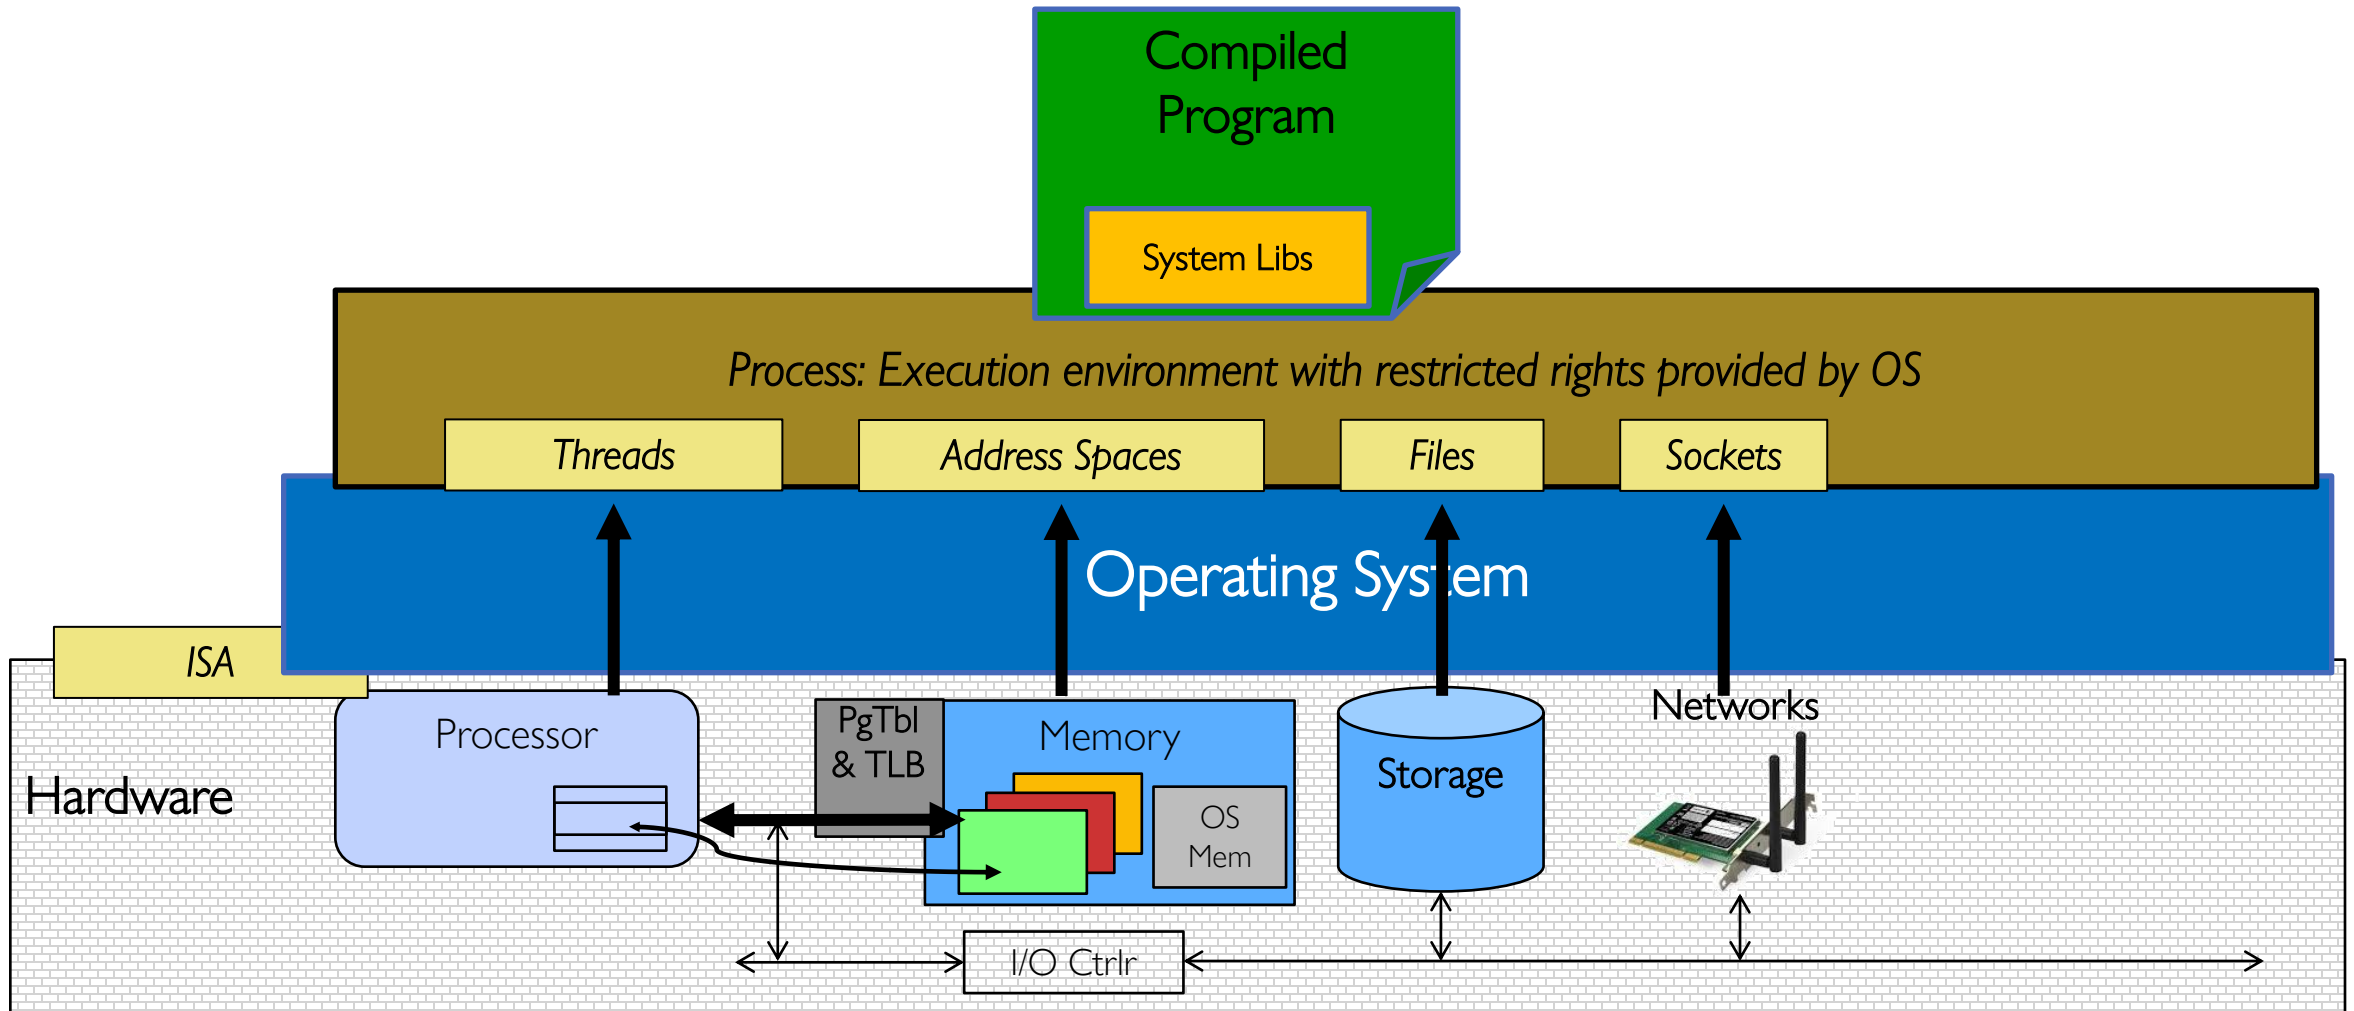 Compiled
Program
System Libs
Process: Execution environment with restricted rights provided by OS
Threads
Address Spaces
Files
Sockets
Operating System
ISA
Networks
Processor
PgTbl
& TLB
Memory
Storage
Hardware
OS
Mem
I/O Ctrlr